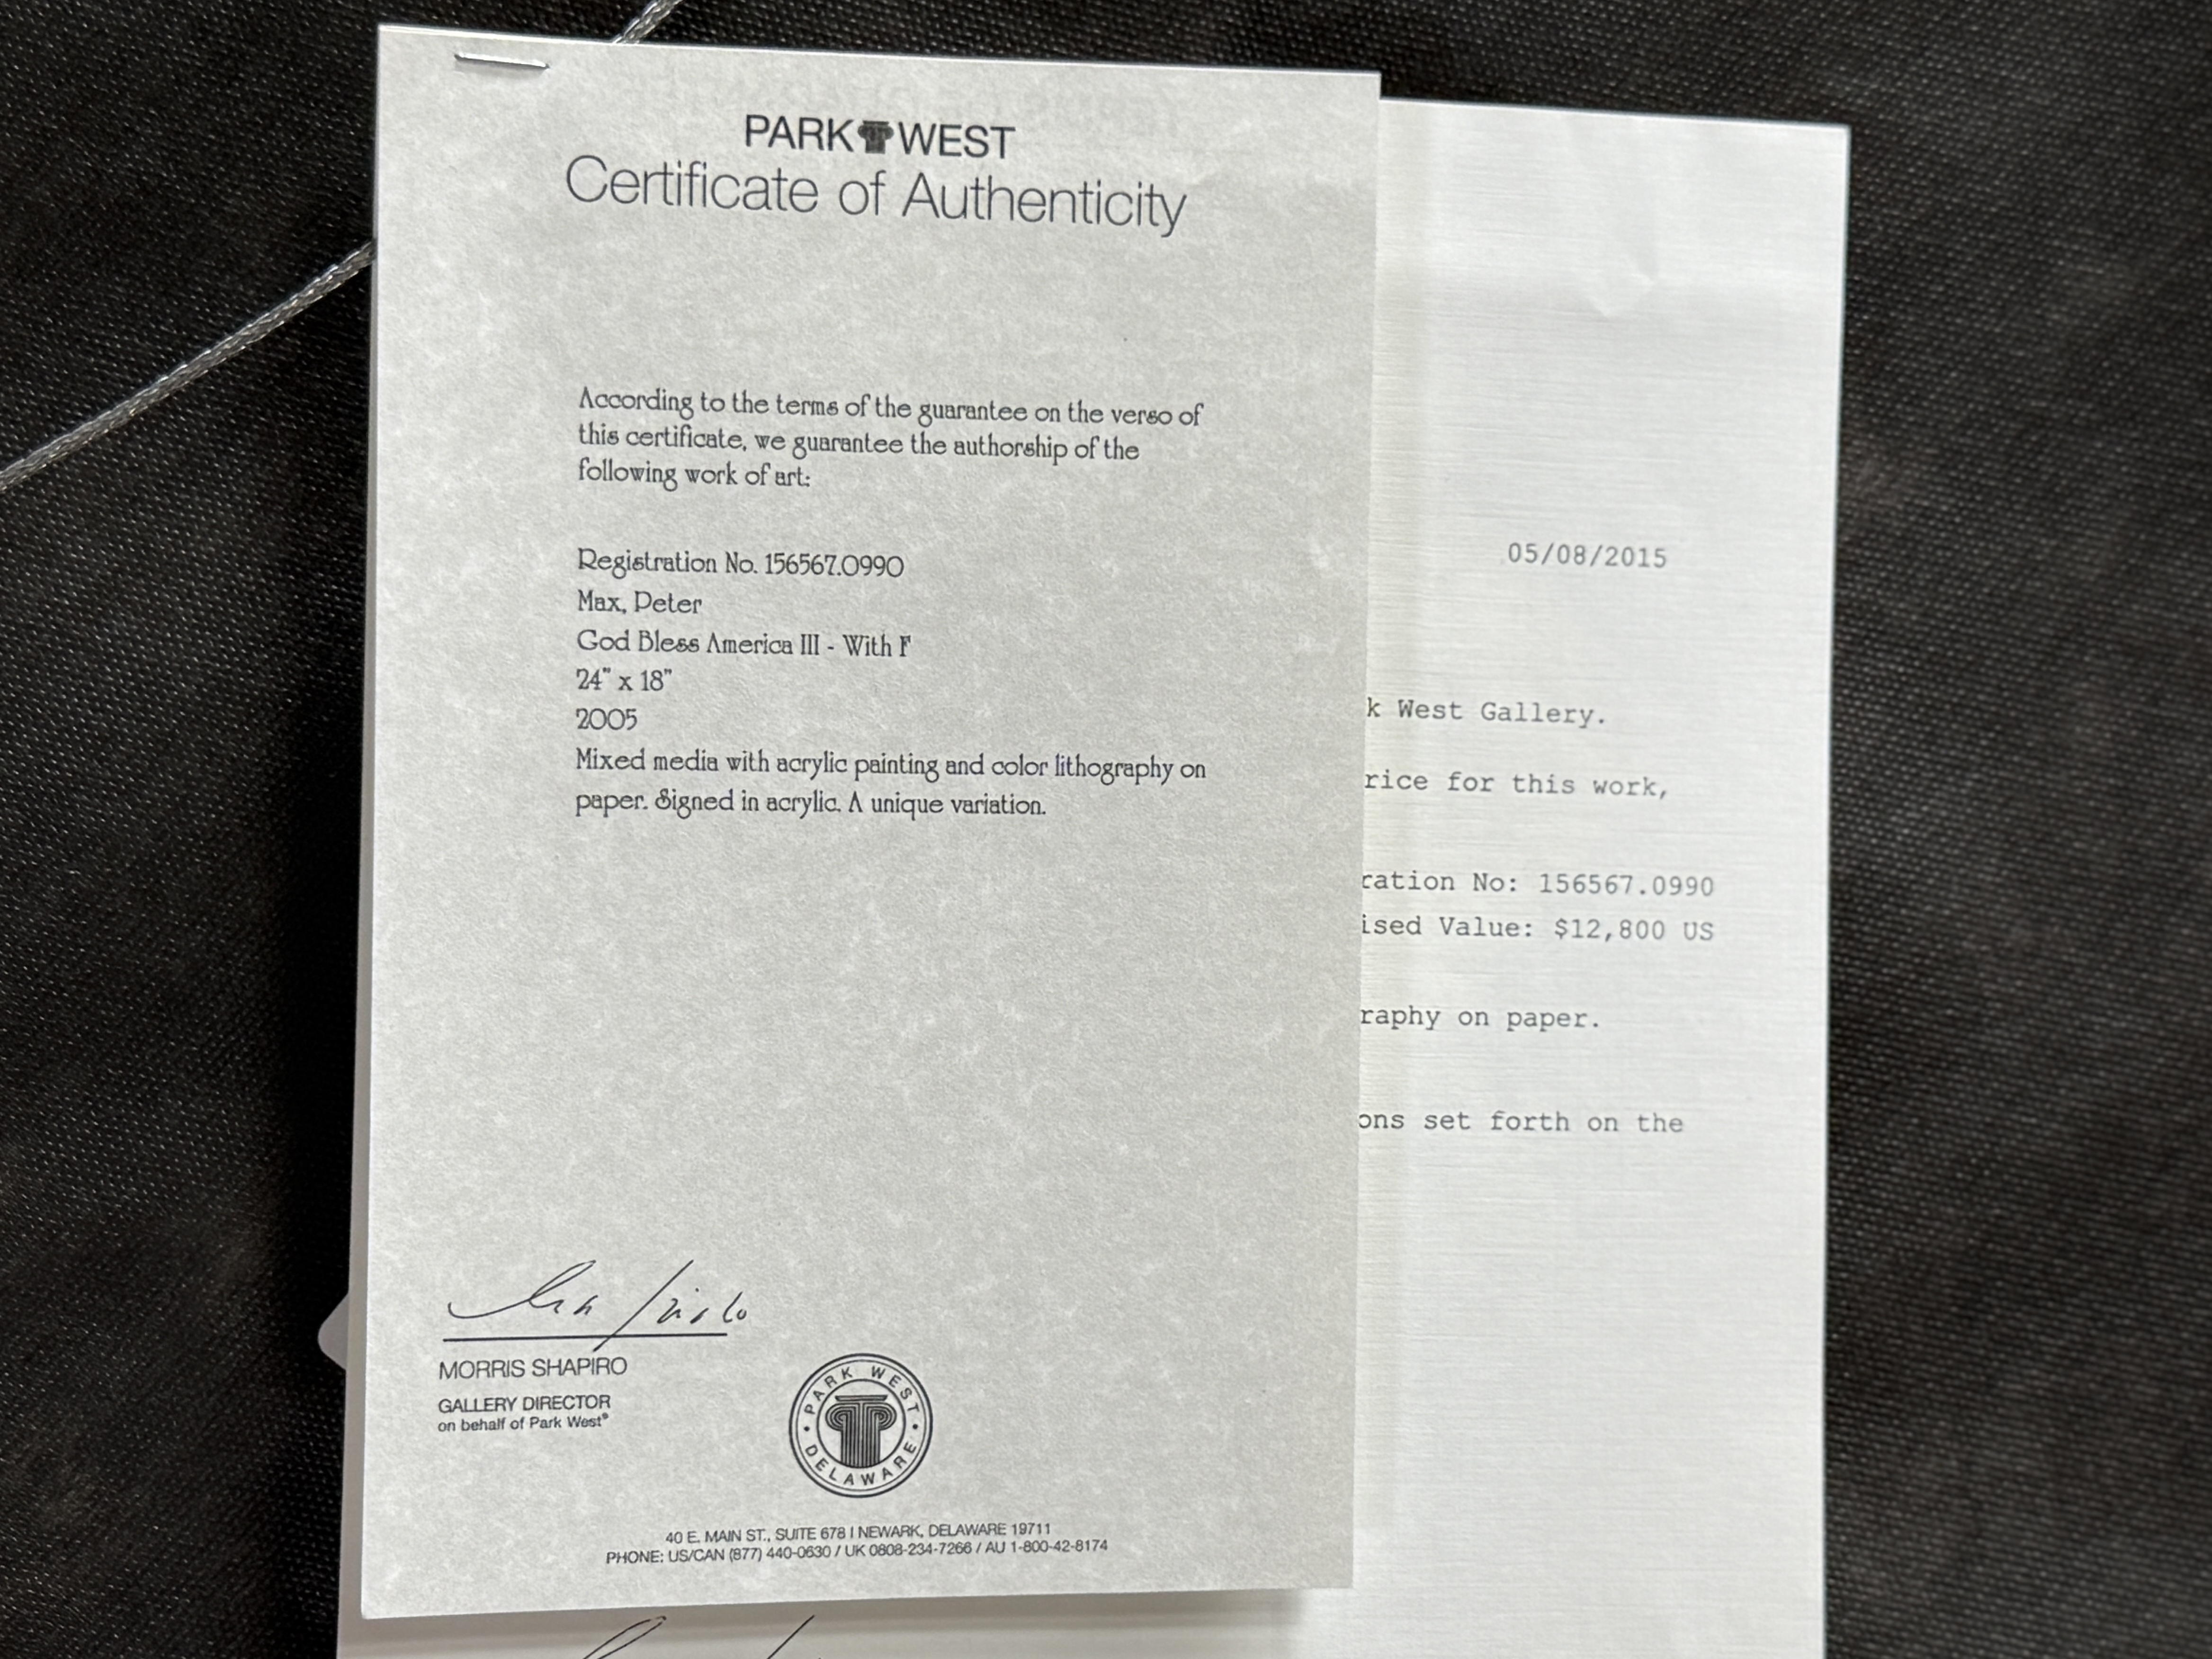 PARK WEST
Certificate of Authenticity
According to the terms of the guarantee on the verso of
this certificate, we guarantee the authorship of the
following work of art:
Registration No. 156567.0990
Max, Peter
God Bless America III - With F
24" x 18"
2005
Mixed media with acrylic painting and color lithography on
paper. Signed in acrylic. A unique variation.
MORRIS SHAPIRO
GALLERY DIRECTOR
on behalf of Park West®
PARK WEST
DELAWARE
40 E. MAIN ST., SUITE 678 | NEWARK, DELAWARE 19711
PHONE: US/CAN (877) 440-0630 / UK 0808-234-7266 / AU 1-800-42-8174
05/08/2015
k West Gallery.
rice for this work,
ration No: 156567.0990
ised Value: $12,800 US
raphy on paper.
ons set forth on the